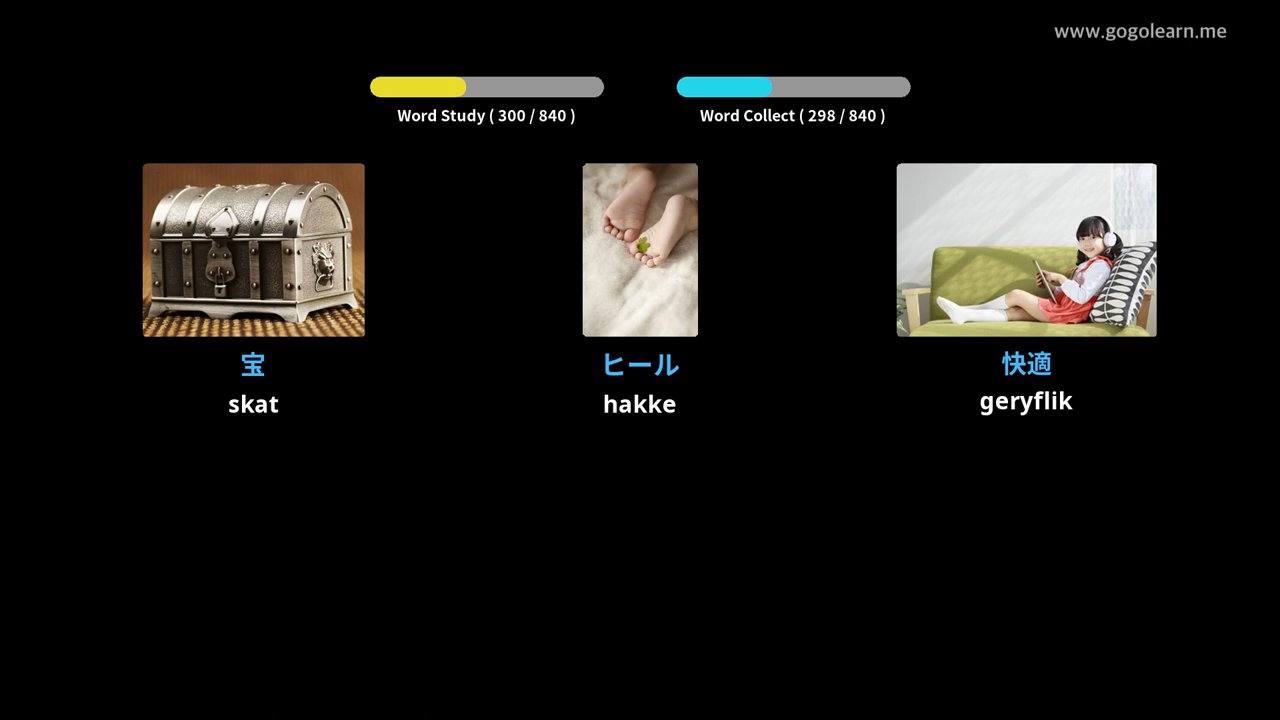 www.gogolearn.me
Word Study ( 300 / 840 )
Word Collect ( 298 / 840 )
宝
skat
ヒール
hakke
快適
geryflik